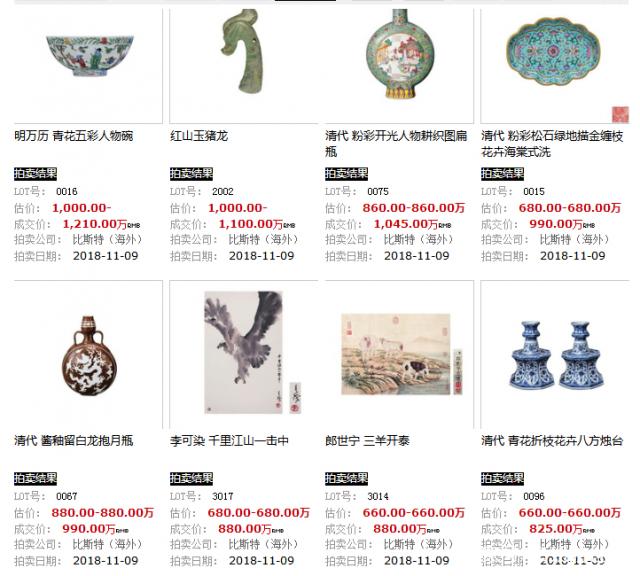 明万历 青花五彩人物碗
拍卖结果
LOT号： 0016
估价： 1,000.00-
成交价： 1,210.00万RMB
拍卖公司： 比斯特（海外）
拍卖日期： 2018-11-09
红山玉猪龙
拍卖结果
LOT号： 2002
估价： 1,000.00-
成交价： 1,100.00万RMB
拍卖公司： 比斯特（海外）
拍卖日期： 2018-11-09
清代 粉彩开光人物耕织图扁
瓶
拍卖结果
LOT号： 0075
估价： 860.00-860.00万
成交价： 1,045.00万RMB
拍卖公司： 比斯特（海外）
拍卖日期： 2018-11-09
清代 粉彩松石绿地描金缠枝
花卉海棠式洗
拍卖结果
LOT号： 0015
估价： 680.00-680.00万
成交价： 990.00万RMB
拍卖公司： 比斯特（海外）
拍卖日期： 2018-11-09
清代 酱釉留白龙抱月瓶
拍卖结果
LOT号： 0067
估价： 880.00-880.00万
成交价： 990.00万RMB
拍卖公司： 比斯特（海外）
拍卖日期： 2018-11-09
李可染 千里江山一击中
拍卖结果
LOT号： 3017
估价： 680.00-680.00万
成交价： 880.00万RMB
拍卖公司： 比斯特（海外）
拍卖日期： 2018-11-09
郎世宁 三羊开泰
拍卖结果
LOT号： 3014
估价： 660.00-660.00万
成交价： 880.00万RMB
拍卖公司： 比斯特（海外）
拍卖日期： 2018-11-09
清代 青花折枝花卉八方烛台
拍卖结果
LOT号： 0096
估价： 660.00-660.00万
成交价： 825.00万RMB
拍卖公司： 比斯特（海外）
拍卖日期： 2018-11-09